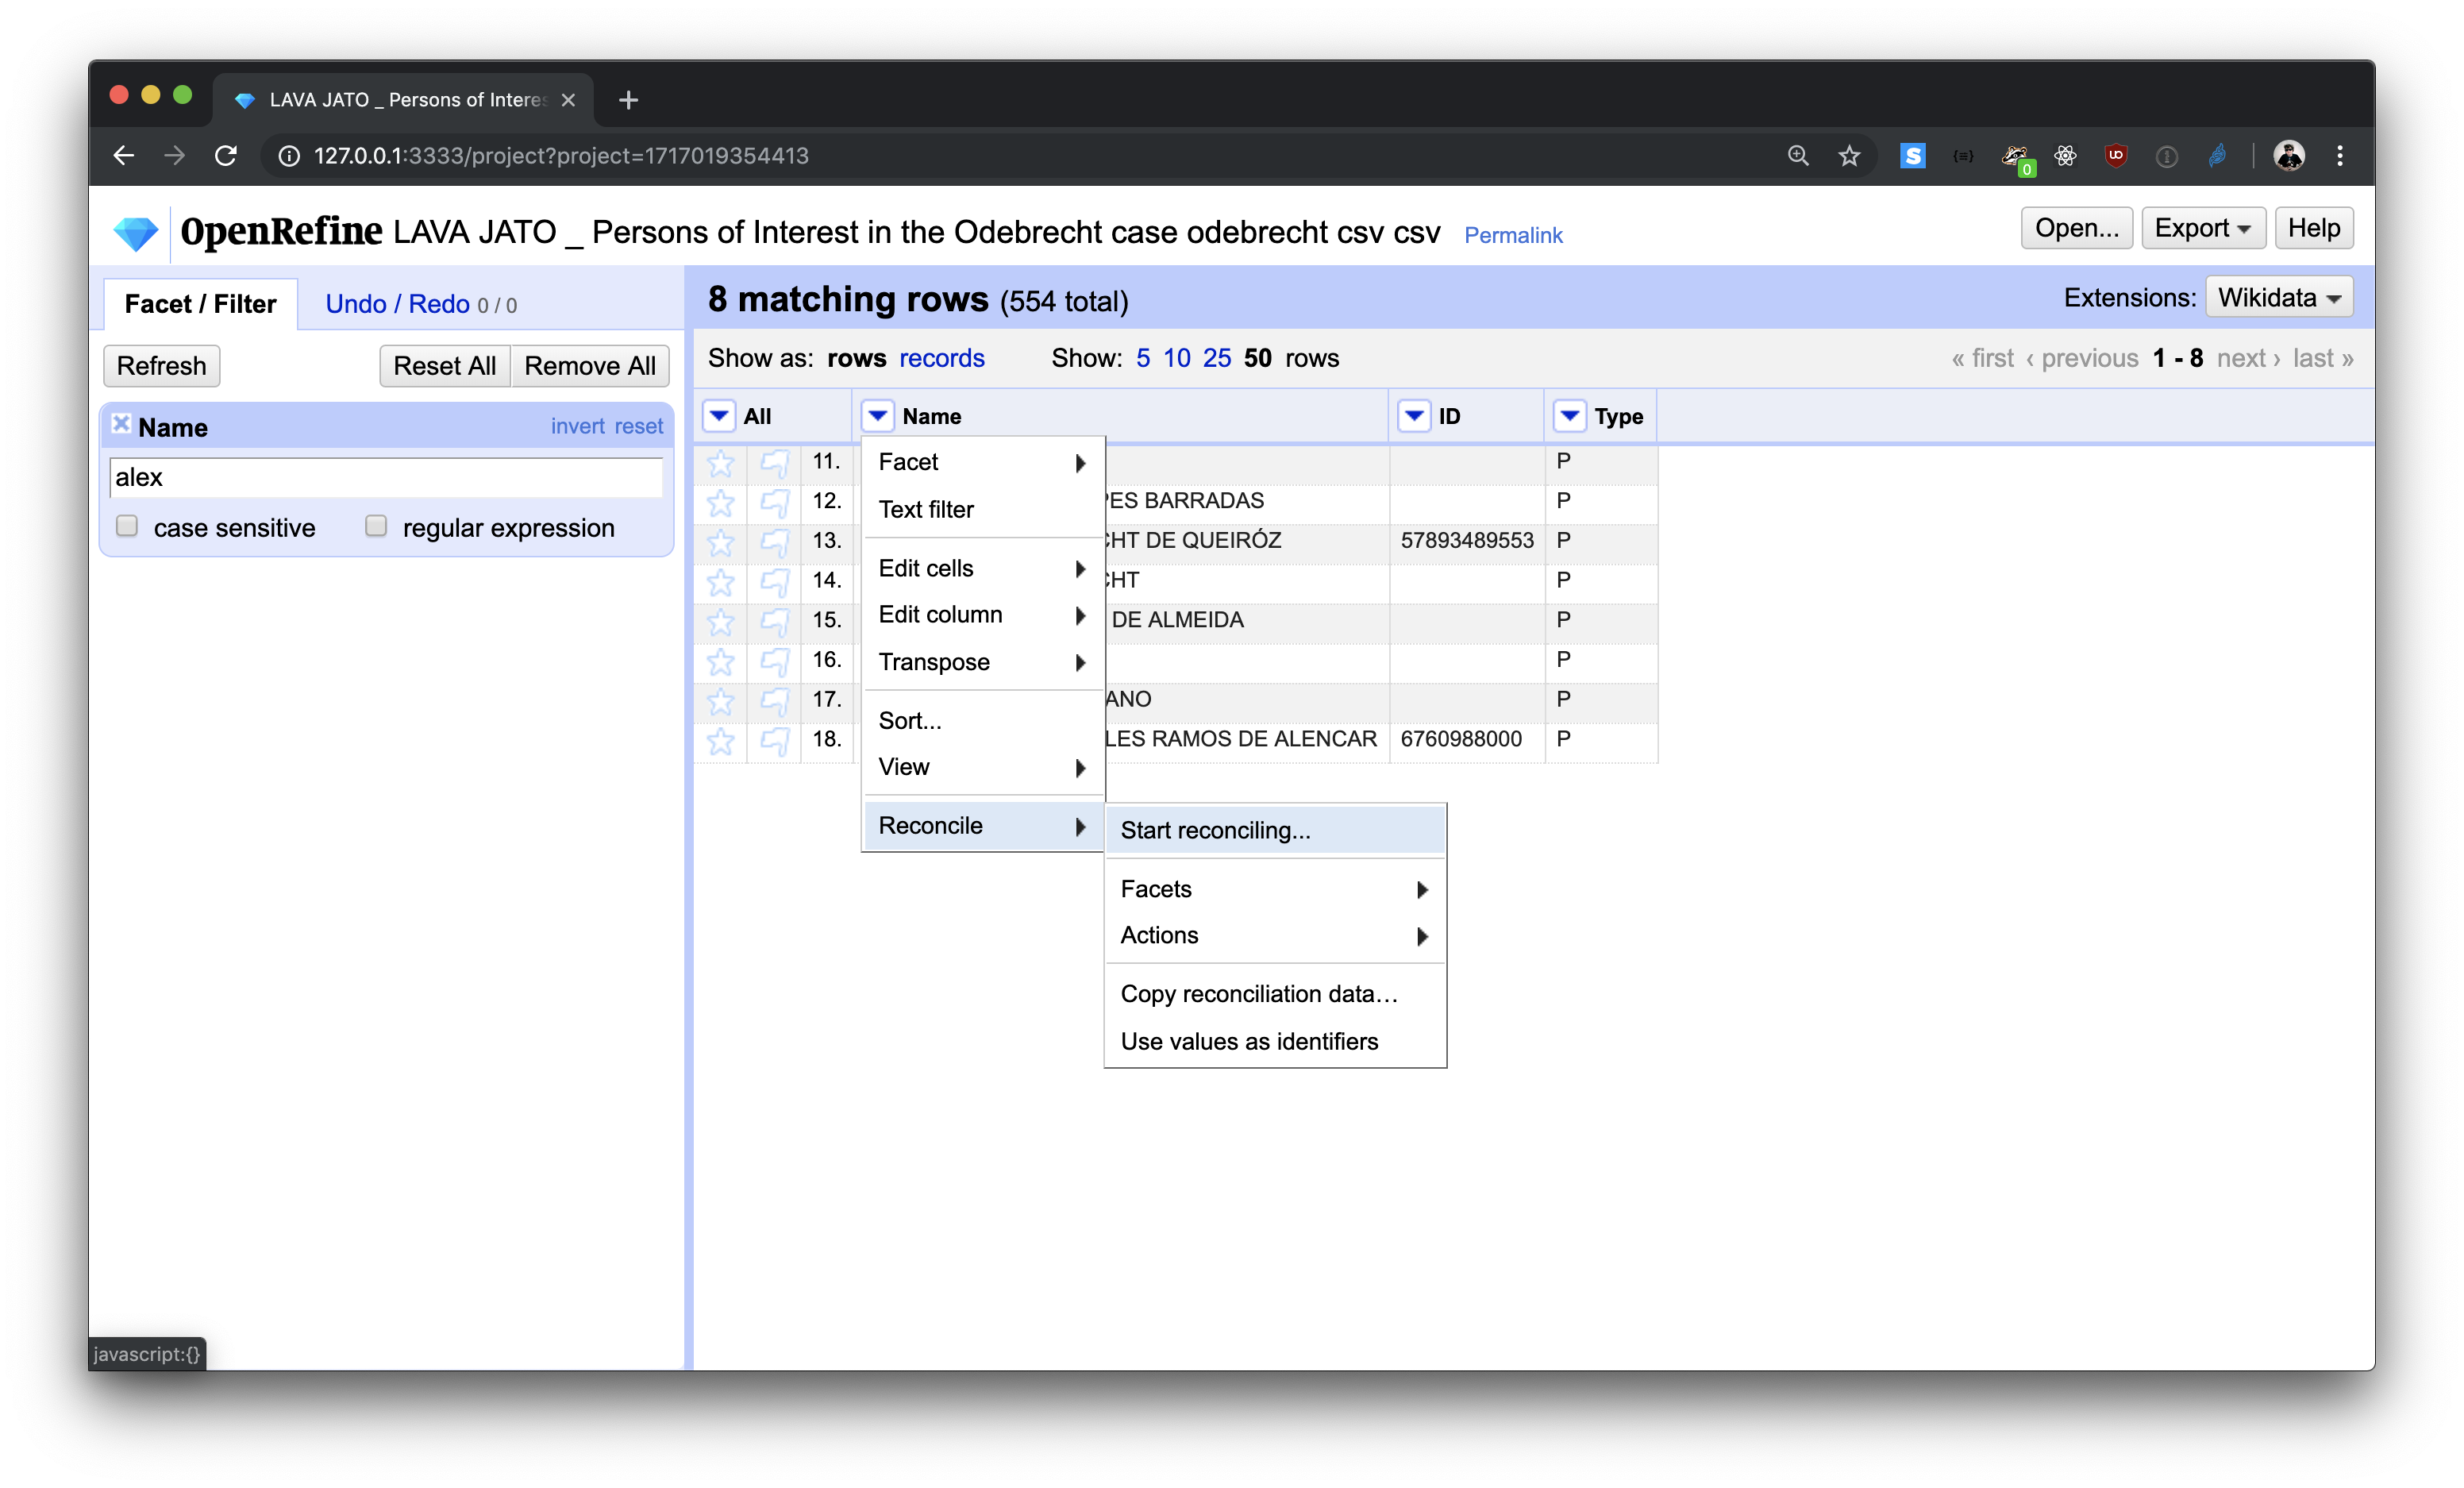 LAVA JATO _ Persons of Interes
127.0.0.1:3333/project?project=1717019354413
S
0
OpenRefine LAVA JATO _ Persons of Interest in the Odebrecht case odebrecht csv csv Permalink
Open... Export Help
Facet / Filter Undo / Redo 0 / 0
8 matching rows (554 total)
Extensions: Wikidata
Refresh Reset All Remove All
Show as: rows records Show: 5 10 25 50 rows
« first ‹ previous 1 - 8 next › last »
Name invert reset
alex
case sensitive regular expression
All Name ID Type
11. P
12. PES BARRADAS P
13. CHT DE QUEIRÓZ 57893489553 P
14. CHT P
15. DE ALMEIDA P
16. P
17. ANO P
18. LES RAMOS DE ALENCAR 6760988000 P
Facet
Text filter
Edit cells
Edit column
Transpose
Sort...
View
Reconcile
Start reconciling...
Facets
Actions
Copy reconciliation data…
Use values as identifiers
javascript:{}